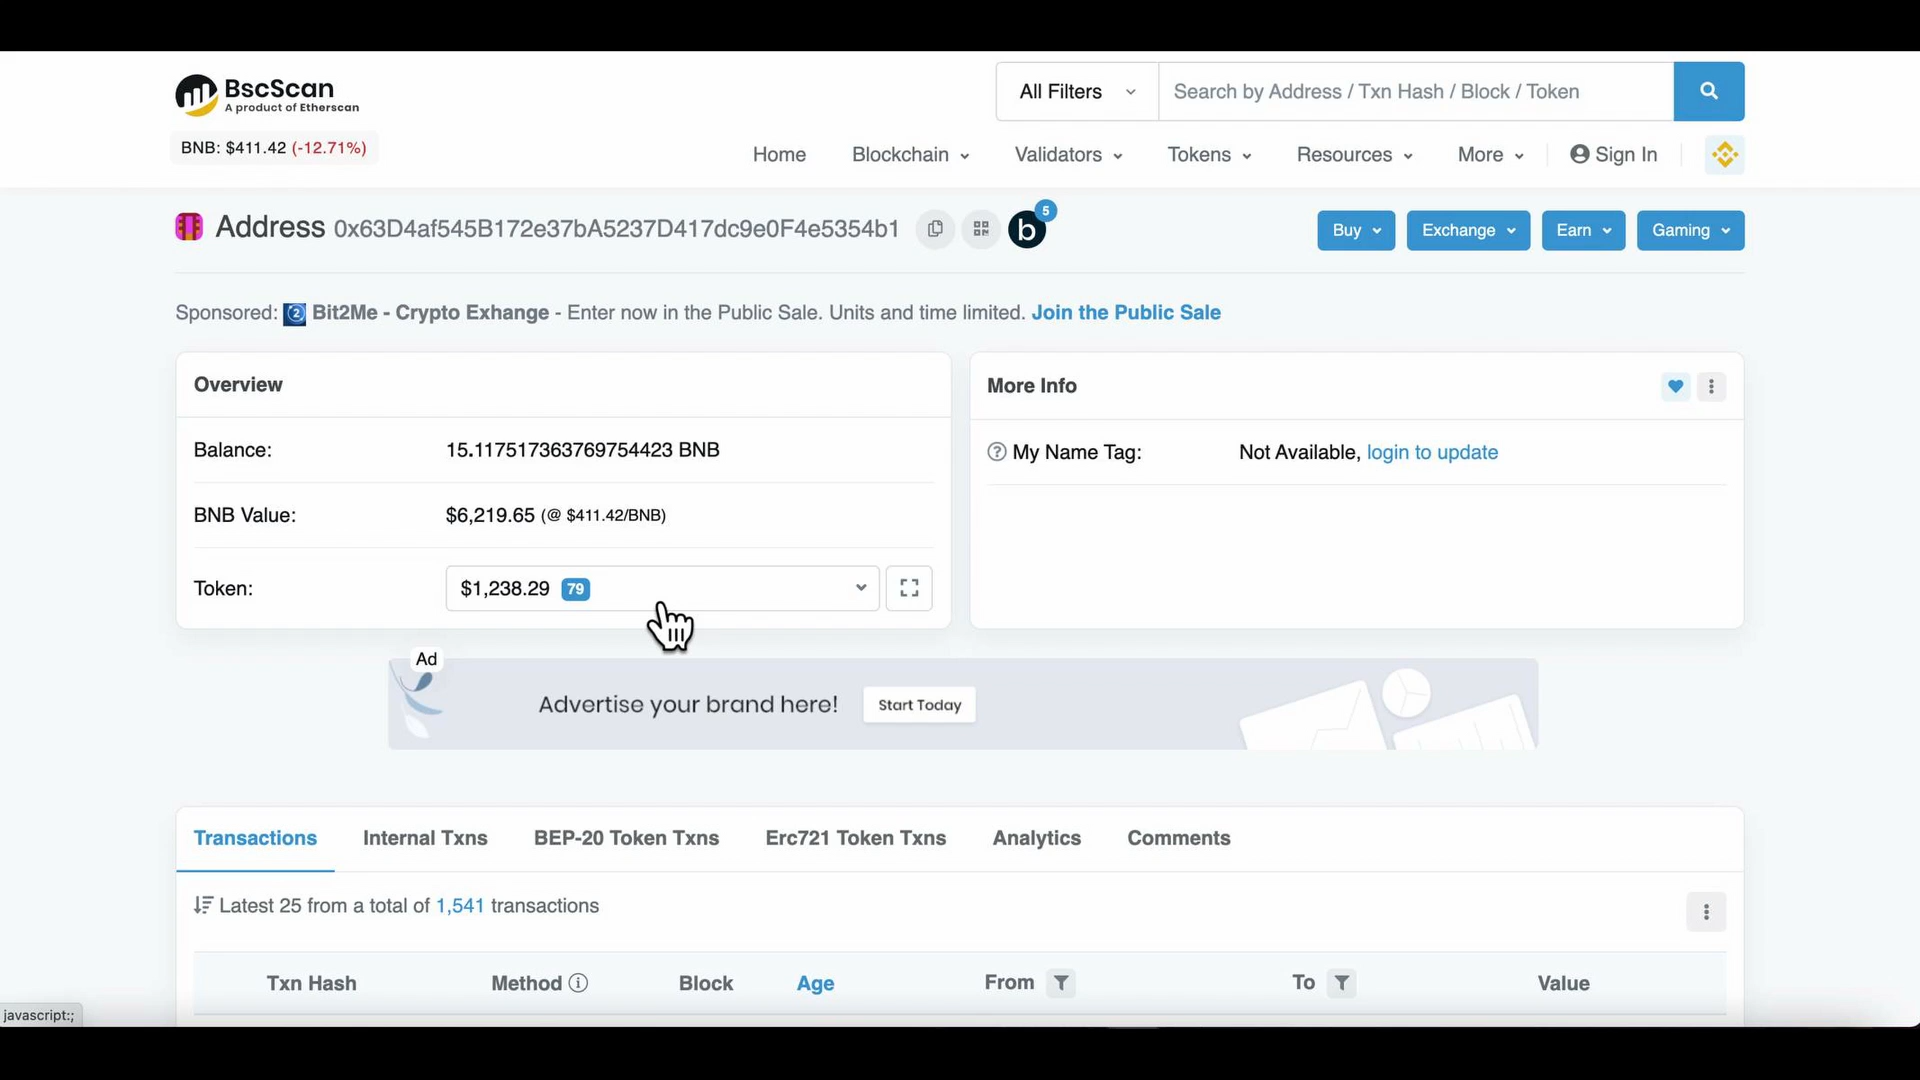 BscScan
A product of Etherscan
All Filters
Search by Address / Txn Hash / Block / Token
BNB: $411.42 (-12.71%)
Home Blockchain Validators Tokens Resources More Sign In
Address 0x63D4af545B172e37bA5237D417dc9e0F4e5354b1
b 5
Buy Exchange Earn Gaming
Sponsored: 2 Bit2Me - Crypto Exhange - Enter now in the Public Sale. Units and time limited. Join the Public Sale
Overview
Balance: 15.117517363769754423 BNB
BNB Value: $6,219.65 (@ $411.42/BNB)
Token: $1,238.29 79
More Info
? My Name Tag: Not Available, login to update
Ad
Advertise your brand here! Start Today
Transactions Internal Txns BEP-20 Token Txns Erc721 Token Txns Analytics Comments
Latest 25 from a total of 1,541 transactions
Txn Hash Method Block Age From To Value
javascript:;